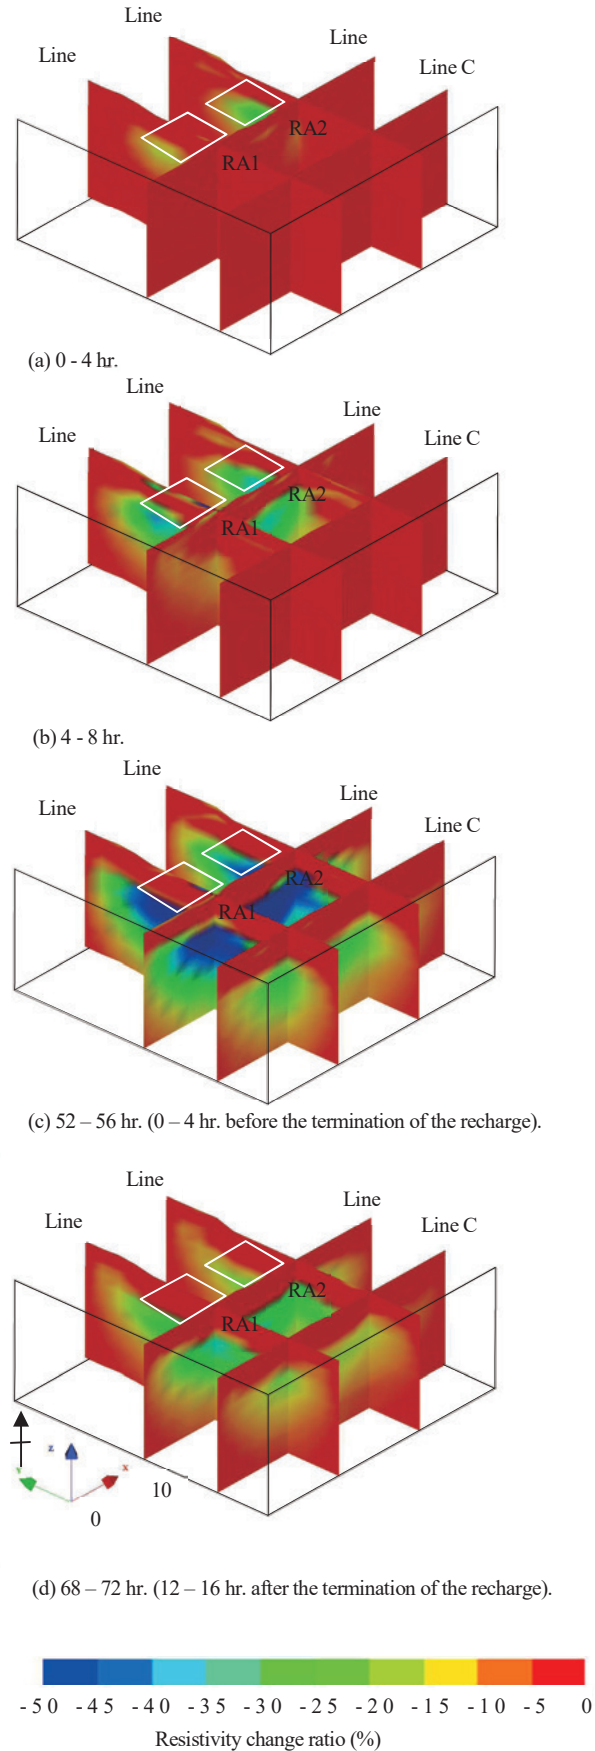 Line
Line
Line
Line C
RA2
RA1
(a) 0 - 4 hr.
Line
Line
Line
Line C
RA2
RA1
(b) 4 - 8 hr.
Line
Line
Line
Line C
RA2
RA1
(c) 52 – 56 hr. (0 – 4 hr. before the termination of the recharge).
Line
Line
Line
Line C
RA2
RA1
z
x
Y
10
0
(d) 68 – 72 hr. (12 – 16 hr. after the termination of the recharge).
-50 -45 -40 -35 -30 -25 -20 -15 -10 -5 0
Resistivity change ratio (%)